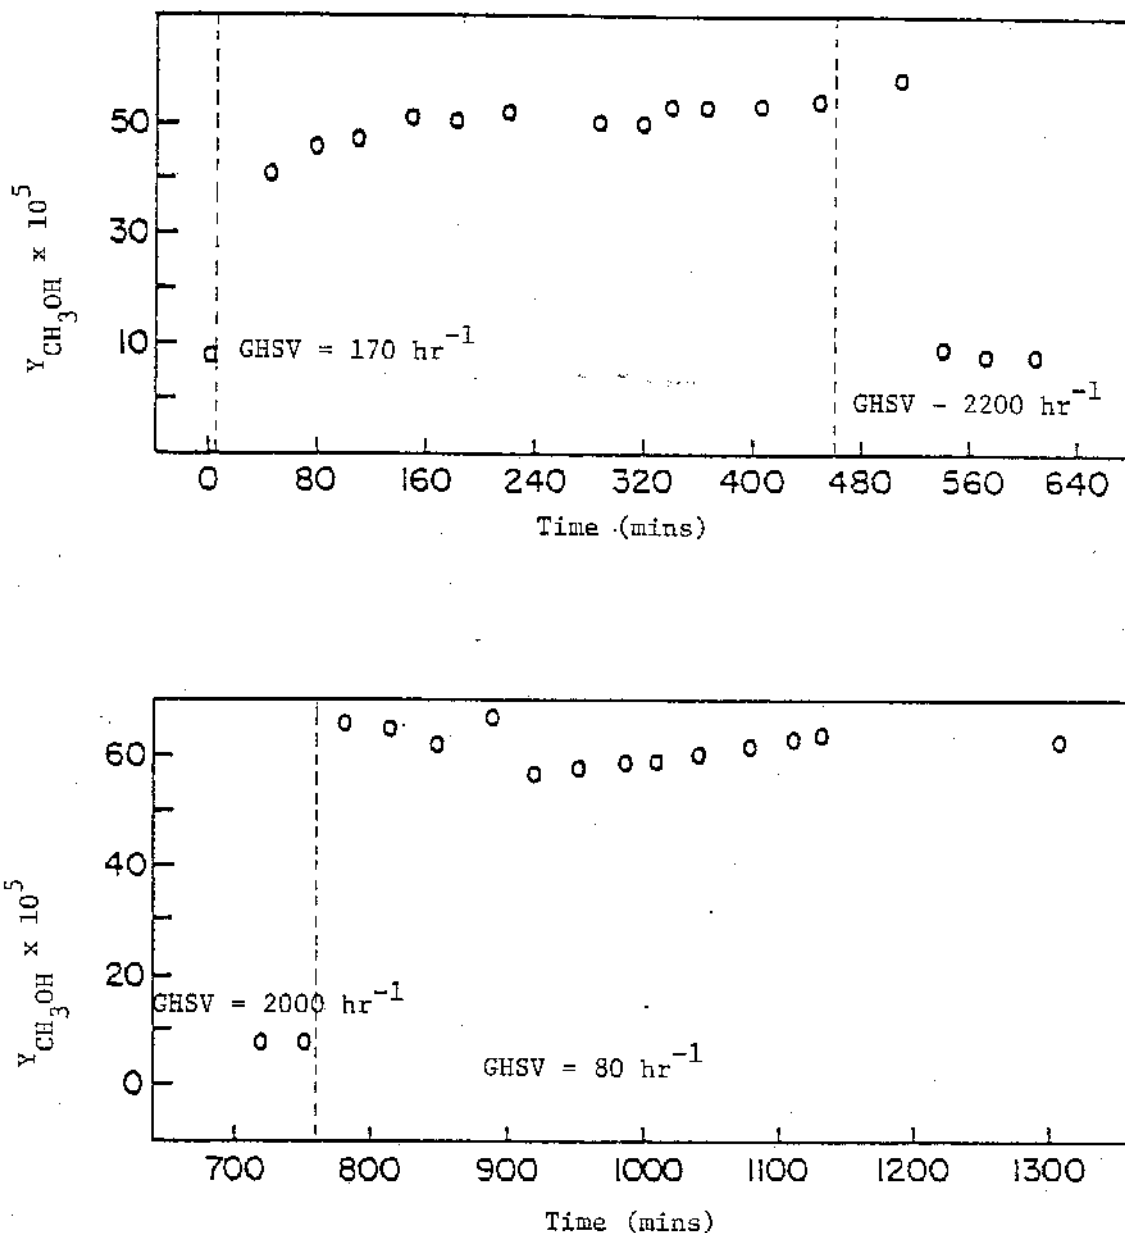 Y CH3OH x 10^5
50
30
10
GHSV = 170 hr^-1
GHSV - 2200 hr^-1
0 80 160 240 320 400 480 560 640
Time (mins)
Y CH3OH x 10^5
60
40
20
0
GHSV = 2000 hr^-1
GHSV = 80 hr^-1
700 800 900 1000 1100 1200 1300
Time (mins)